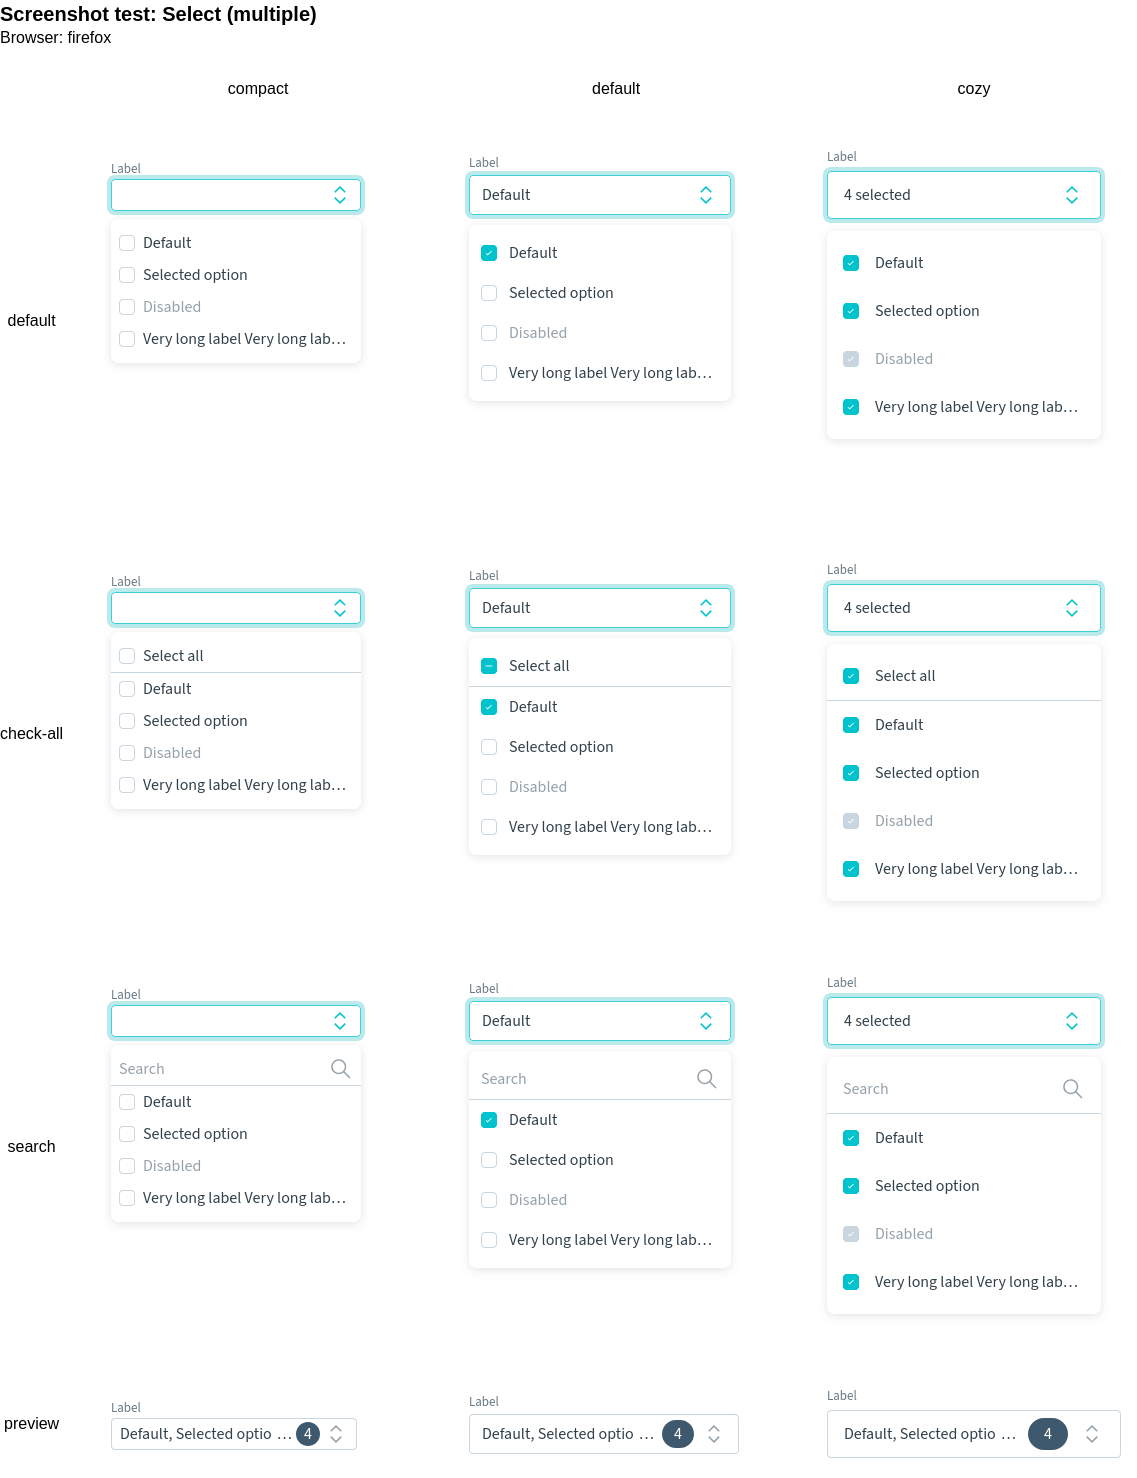 Screenshot test: Select (multiple)
Browser: firefox
compact
default
cozy
default
Label
Default
Selected option
Disabled
Very long label Very long lab…
Label
Default
Default
Selected option
Disabled
Very long label Very long lab…
Label
4 selected
Default
Selected option
Disabled
Very long label Very long lab…
check-all
Label
Select all
Default
Selected option
Disabled
Very long label Very long lab…
Label
Default
Select all
Default
Selected option
Disabled
Very long label Very long lab…
Label
4 selected
Select all
Default
Selected option
Disabled
Very long label Very long lab…
search
Label
Search
Default
Selected option
Disabled
Very long label Very long lab…
Label
Default
Search
Default
Selected option
Disabled
Very long label Very long lab…
Label
4 selected
Search
Default
Selected option
Disabled
Very long label Very long lab…
preview
Label
Default, Selected optio … 4
Label
Default, Selected optio … 4
Label
Default, Selected optio … 4